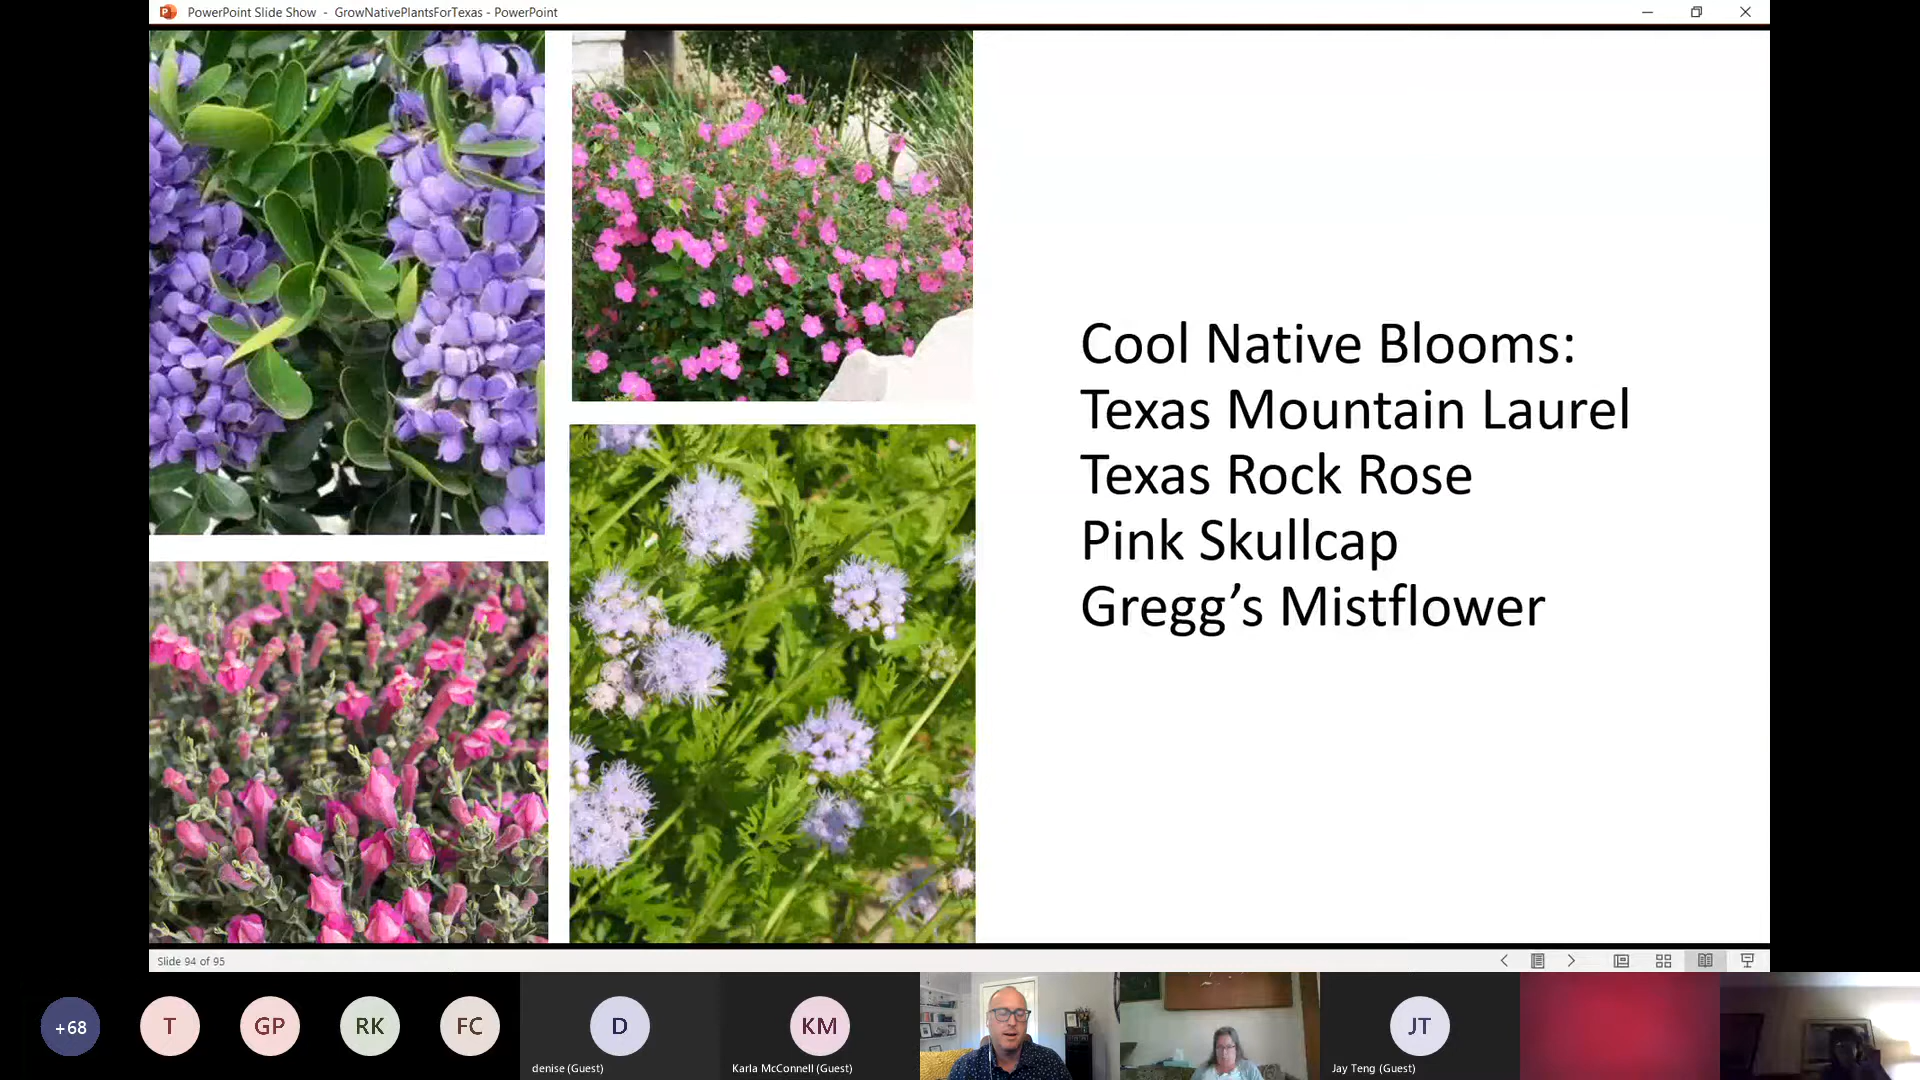 PowerPoint Slide Show - GrowNativePlantsForTexas - PowerPoint
Cool Native Blooms:
Texas Mountain Laurel
Texas Rock Rose
Pink Skullcap
Gregg’s Mistflower
Slide 94 of 95
+68
T
GP
RK
FC
D
KM
JT
denise (Guest)
Karla McConnell (Guest)
Jay Teng (Guest)